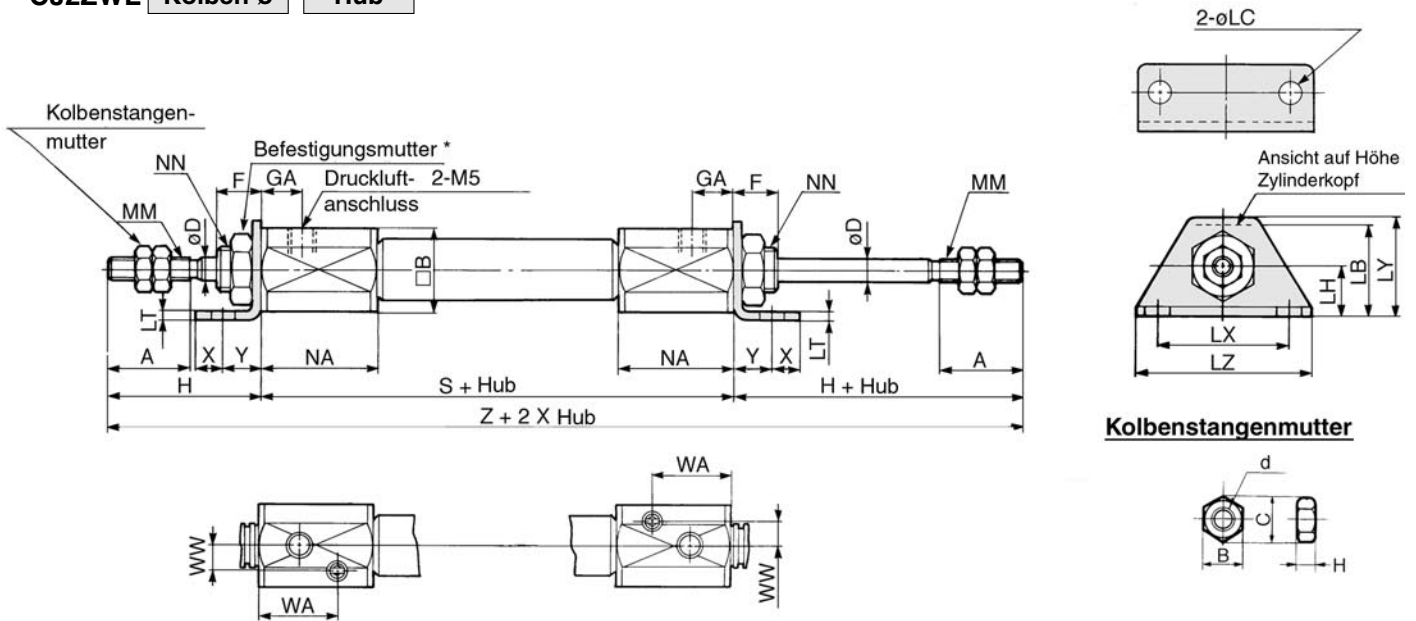 Kolben-ø
Hub
Kolbenstangen-
mutter
NN
Befestigungsmutter *
F
GA
Druckluft-
anschluss
2-M5
GA
F
NN
MM
MM
øD
□B
øD
LT
LT
A
X
Y
NA
NA
Y
X
A
H
S + Hub
H + Hub
Z + 2 X Hub
WW
WA
WA
WW
2-øLC
Ansicht auf Höhe
Zylinderkopf
LH
LB
LY
LX
LZ
Kolbenstangenmutter
d
C
B
H